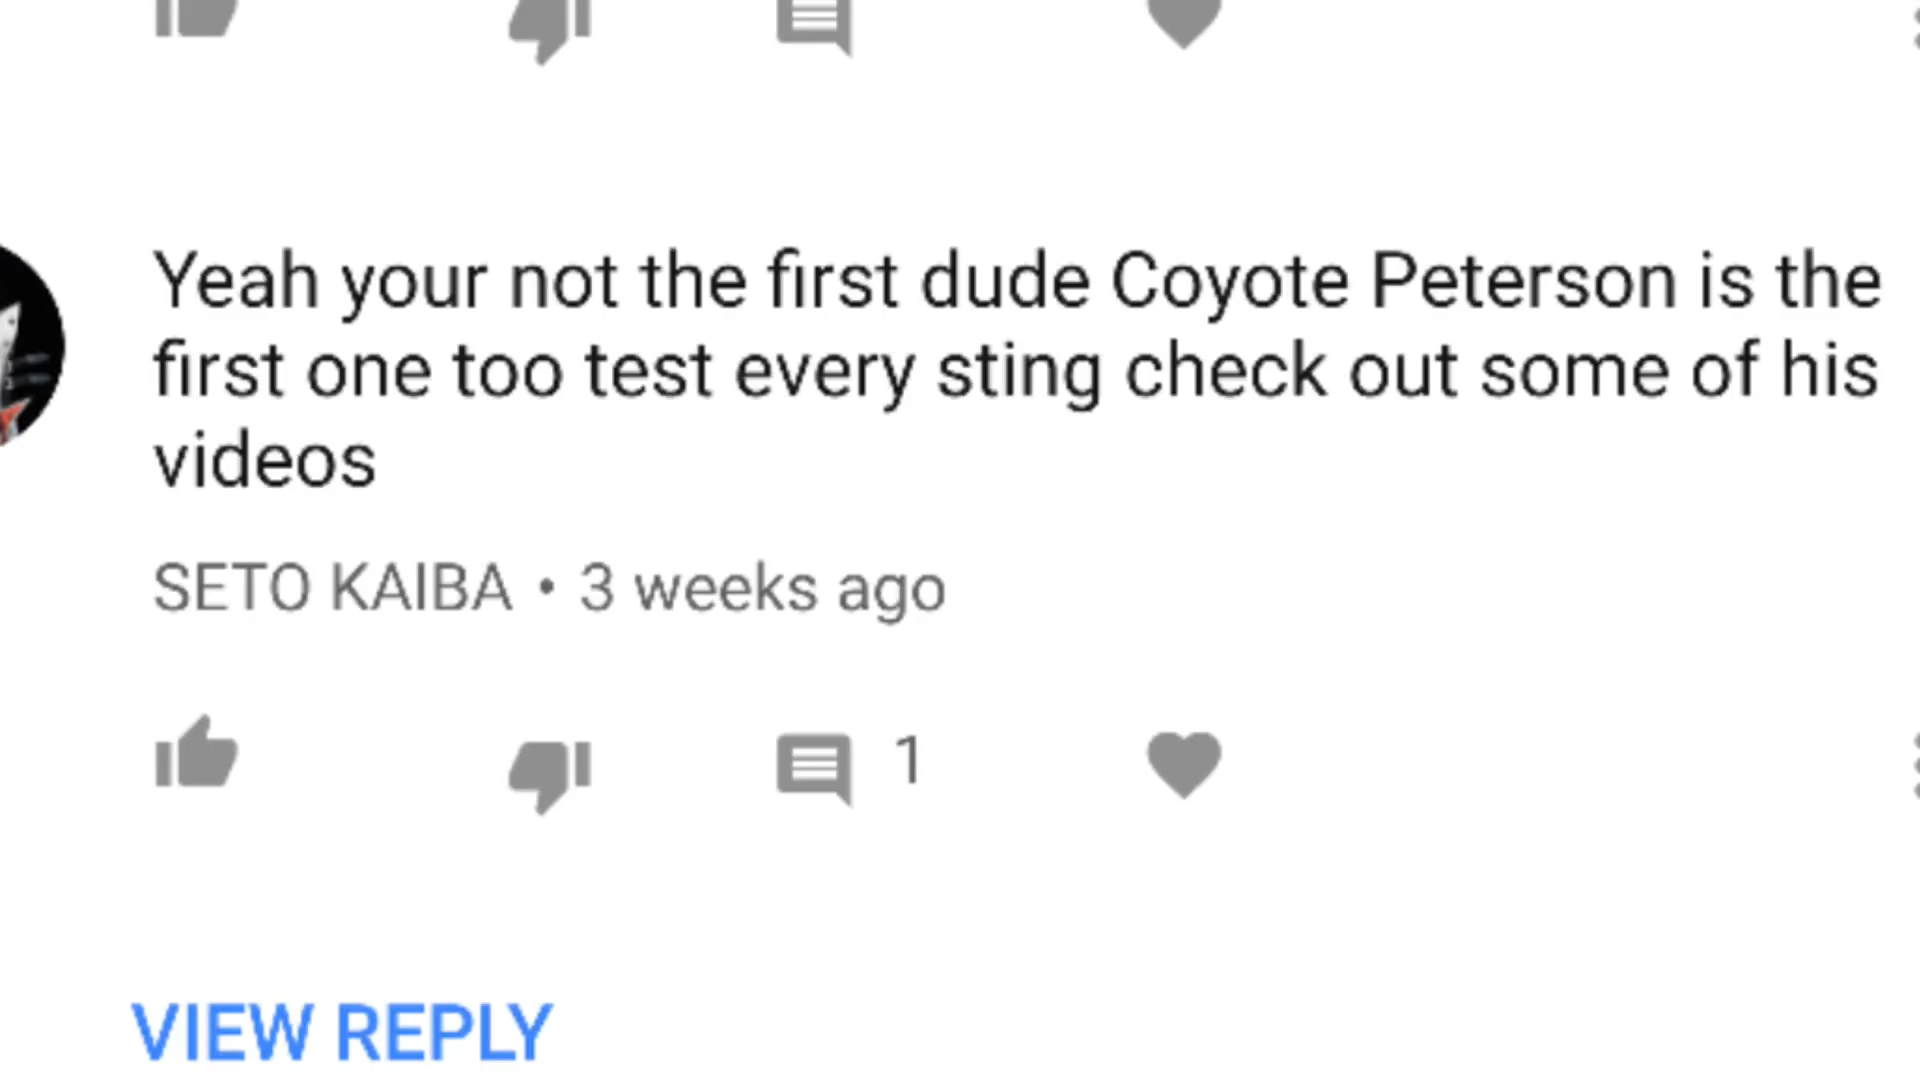 Yeah your not the first dude Coyote Peterson is the
first one too test every sting check out some of his
videos
SETO KAIBA • 3 weeks ago
1
VIEW REPLY